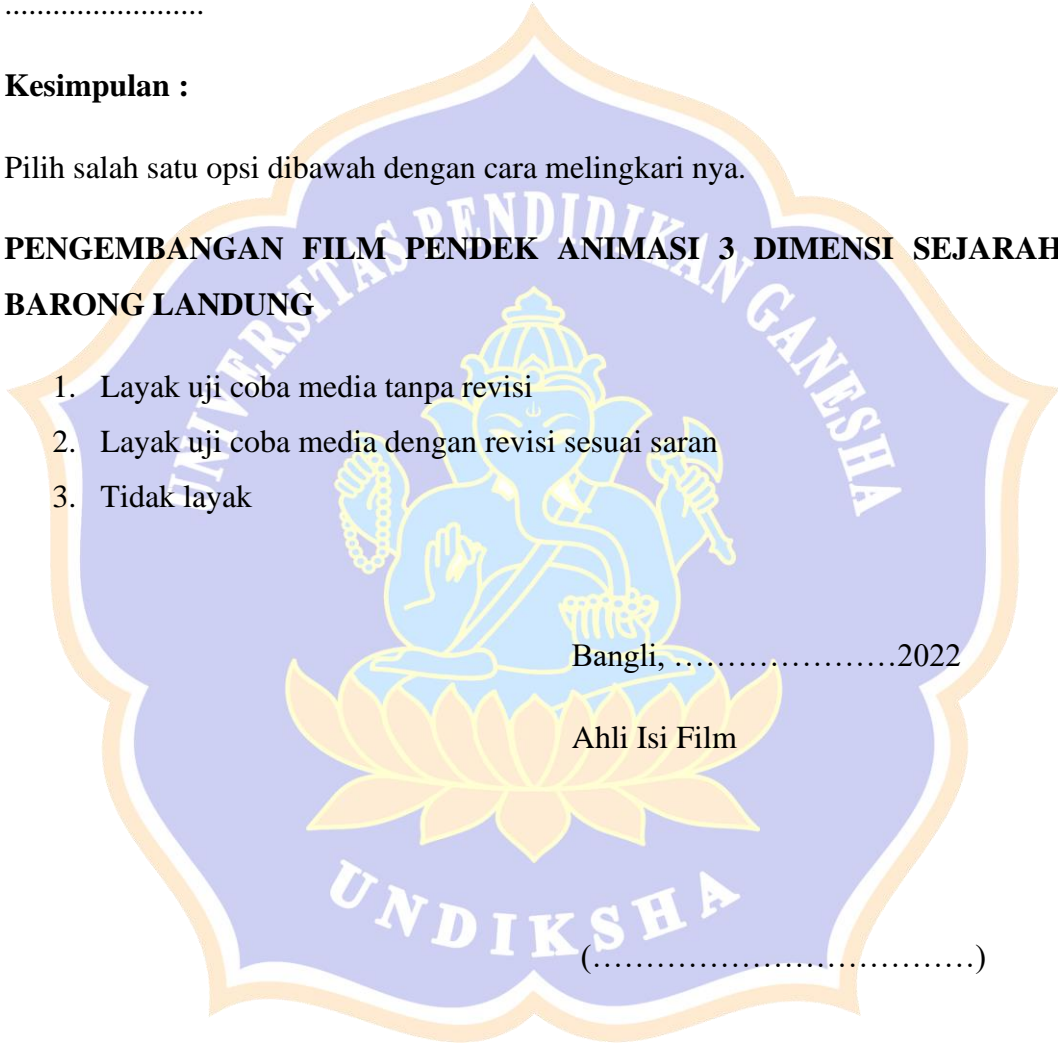 .........................
Kesimpulan :
Pilih salah satu opsi dibawah dengan cara melingkari nya.
PENGEMBANGAN FILM PENDEK ANIMASI 3 DIMENSI SEJARAH
BARONG LANDUNG
1. Layak uji coba media tanpa revisi
2. Layak uji coba media dengan revisi sesuai saran
3. Tidak layak
Bangli, …………………2022
Ahli Isi Film
(………………………………)
UNIVERSITAS PENDIDIKAN GANESHA
UNDIKSHA